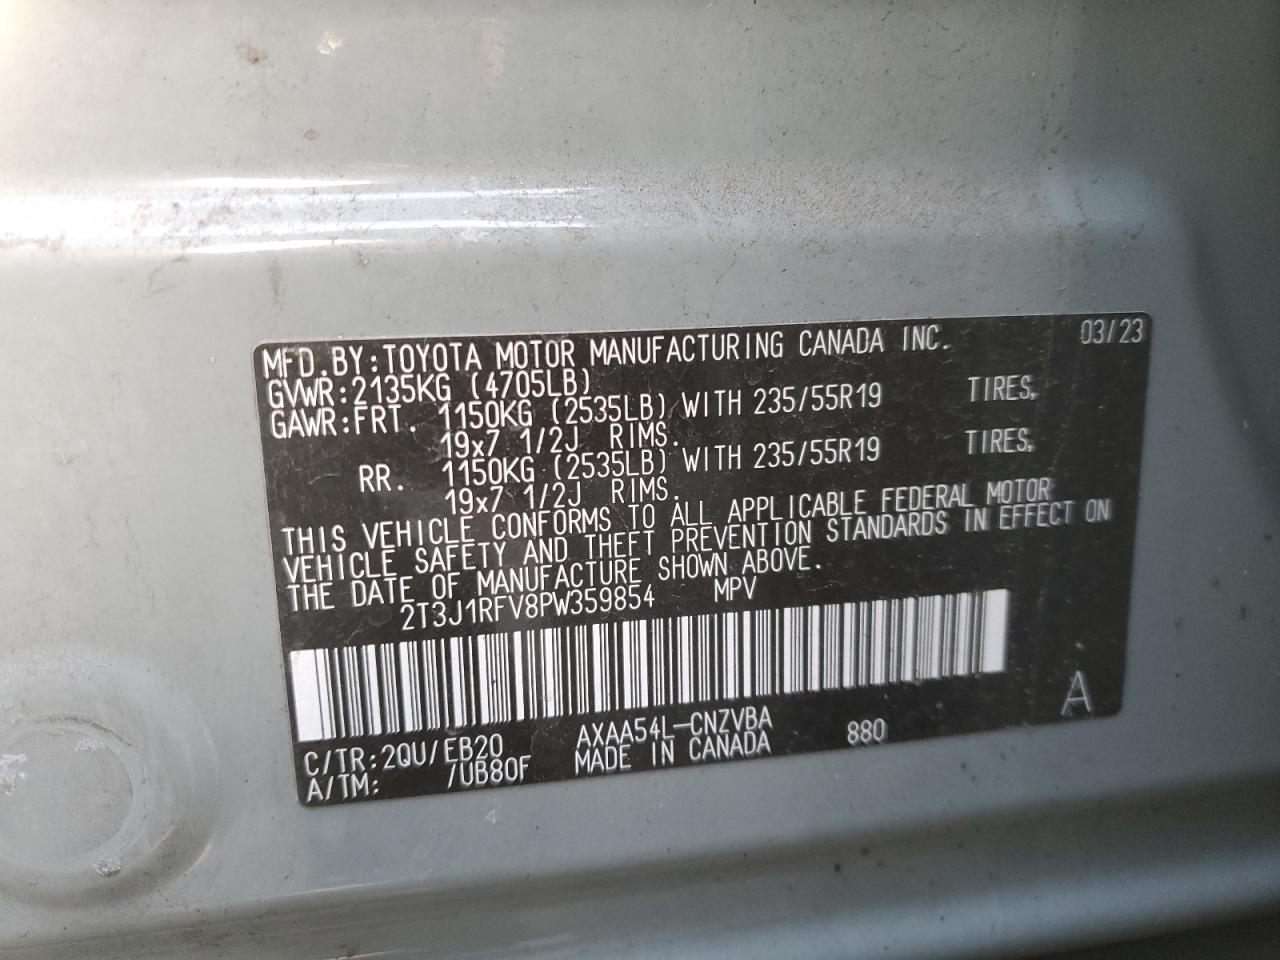 MFD.BY:TOYOTA MOTOR MANUFACTURING CANADA INC. 03/23
GVWR:2135KG (4705LB)
GAWR:FRT. 1150KG (2535LB) WITH 235/55R19 TIRES,
19x7 1/2J RIMS.
RR. 1150KG (2535LB) WITH 235/55R19 TIRES,
19x7 1/2J RIMS.
THIS VEHICLE CONFORMS TO ALL APPLICABLE FEDERAL MOTOR
VEHICLE SAFETY AND THEFT PREVENTION STANDARDS IN EFFECT ON
THE DATE OF MANUFACTURE SHOWN ABOVE.
2T3J1RFV8PW359854 MPV
A
C/TR:2QU/EB20 AXAA54L-CNZVBA 880
A/TM: /UB80F MADE IN CANADA